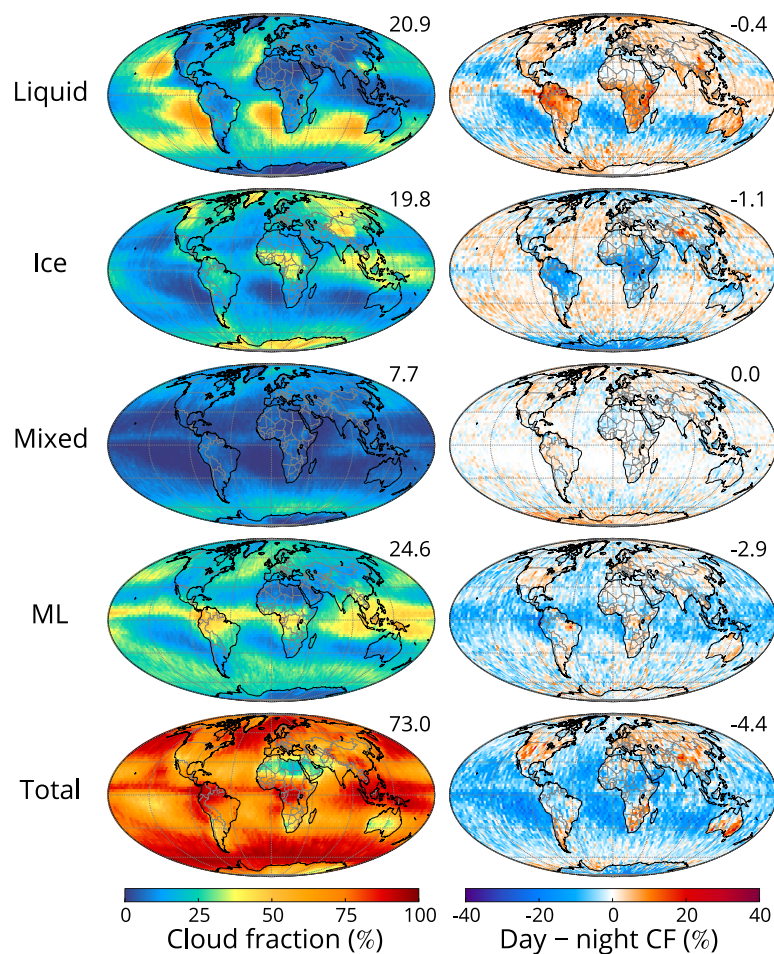 20.9 -0.4
Liquid
19.8 -1.1
Ice
7.7 0.0
Mixed
24.6 -2.9
ML
73.0 -4.4
Total
0 25 50 75 100 -40 -20 0 20 40
Cloud fraction (%) Day − night CF (%)